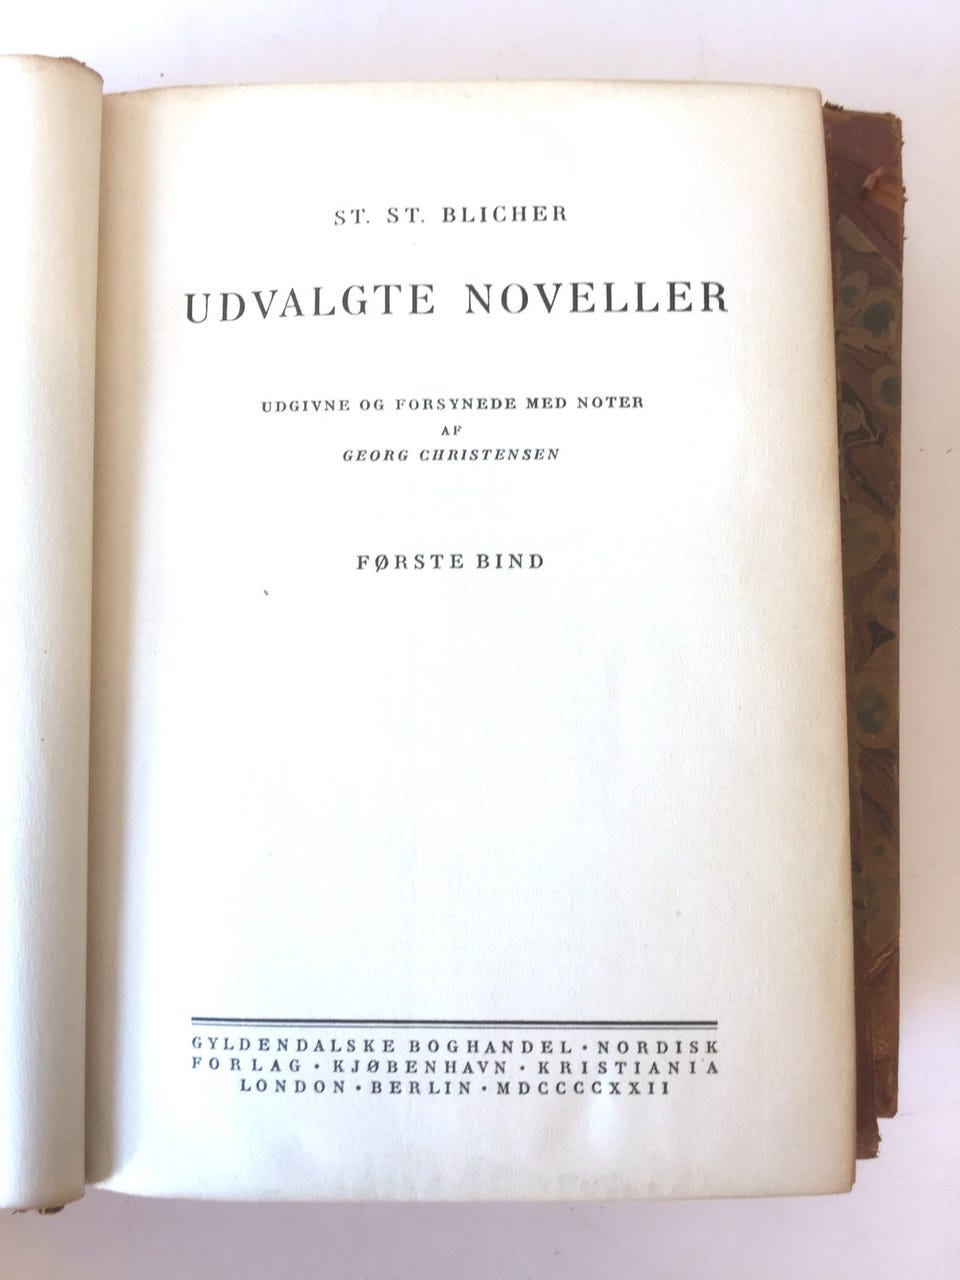 ST. ST. BLICHER
UDVALGTE NOVELLER
UDGIVNE OG FORSYNEDE MED NOTER
AF
GEORG CHRISTENSEN
FØRSTE BIND
GYLDENDALSKE BOGHANDEL · NORDISK
FORLAG · KJØBENHAVN · KRISTIANIA
LONDON · BERLIN · MDCCCCXXII